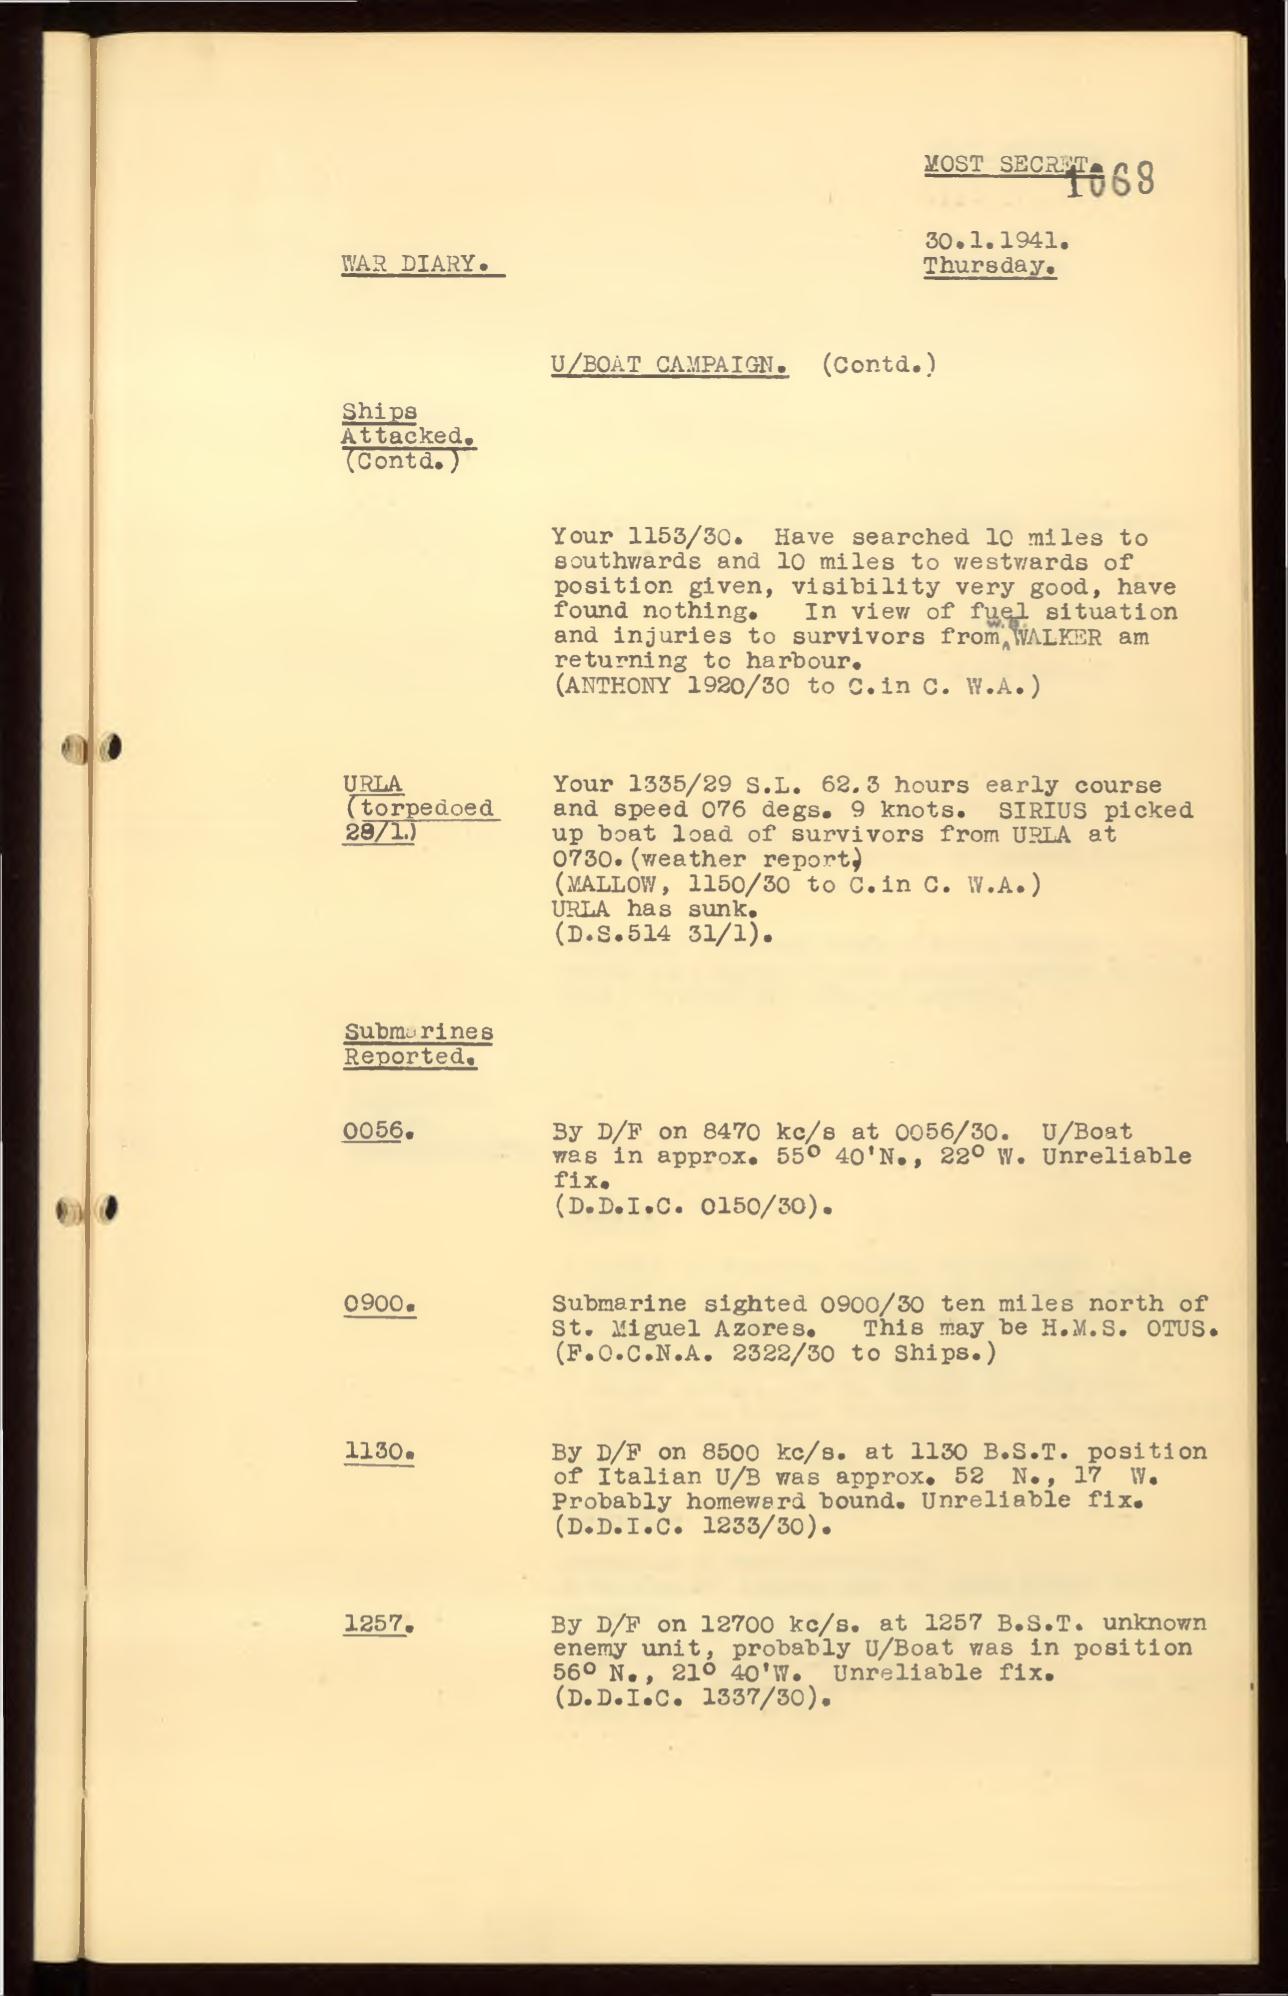 MOST SECRET.
1068
30.1.1941.
Thursday.
WAR DIARY.
U/BOAT CAMPAIGN. (Contd.)
Ships
Attacked.
(Contd.)
Your 1153/30. Have searched 10 miles to
southwards and 10 miles to westwards of
position given, visibility very good, have
found nothing. In view of fuel situation
W.B.
and injuries to survivors from WALKER am
returning to harbour.
(ANTHONY 1920/30 to C.in C. W.A.)
URLA
(torpedoed
28/1.)
Your 1335/29 S.L. 62.3 hours early course
and speed 076 degs. 9 knots. SIRIUS picked
up boat load of survivors from URLA at
0730. (weather report)
(MALLOW, 1150/30 to C.in C. W.A.)
URLA has sunk.
(D.S.514 31/1).
Submarines
Reported.
0056.
By D/F on 8470 kc/s at 0056/30. U/Boat
was in approx. 55° 40'N., 22° W. Unreliable
fix.
(D.D.I.C. 0150/30).
0900.
Submarine sighted 0900/30 ten miles north of
St. Miguel Azores. This may be H.M.S. OTUS.
(F.O.C.N.A. 2322/30 to Ships.)
1130.
By D/F on 8500 kc/s. at 1130 B.S.T. position
of Italian U/B was approx. 52 N., 17 W.
Probably homeward bound. Unreliable fix.
(D.D.I.C. 1233/30).
1257.
By D/F on 12700 kc/s. at 1257 B.S.T. unknown
enemy unit, probably U/Boat was in position
56° N., 21° 40'W. Unreliable fix.
(D.D.I.C. 1337/30).